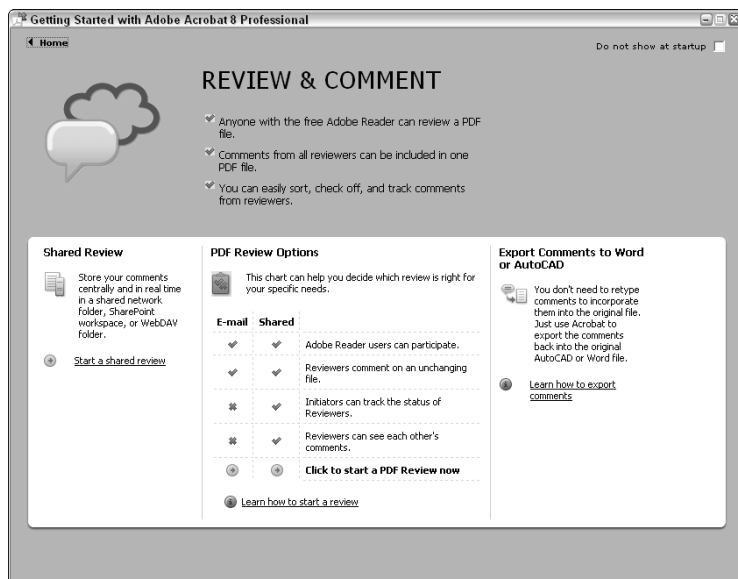 Getting Started with Adobe Acrobat 8 Professional
Home
Do not show at startup
REVIEW & COMMENT
Anyone with the free Adobe Reader can review a PDF
file.
Comments from all reviewers can be included in one
PDF file.
You can easily sort, check off, and track comments
from reviewers.
Shared Review
Store your comments
centrally and in real time
in a shared network
folder, SharePoint
workspace, or WebDAV
folder.
Start a shared review
PDF Review Options
This chart can help you decide which review is right for
your specific needs.
E-mail Shared
Adobe Reader users can participate.
Reviewers comment on an unchanging
file.
Initiators can track the status of
Reviewers.
Reviewers can see each other's
comments.
Click to start a PDF Review now
Learn how to start a review
Export Comments to Word
or AutoCAD
You don't need to retype
comments to incorporate
them into the original file.
Just use Acrobat to
export the comments
back into the original
AutoCAD or Word file.
Learn how to export
comments